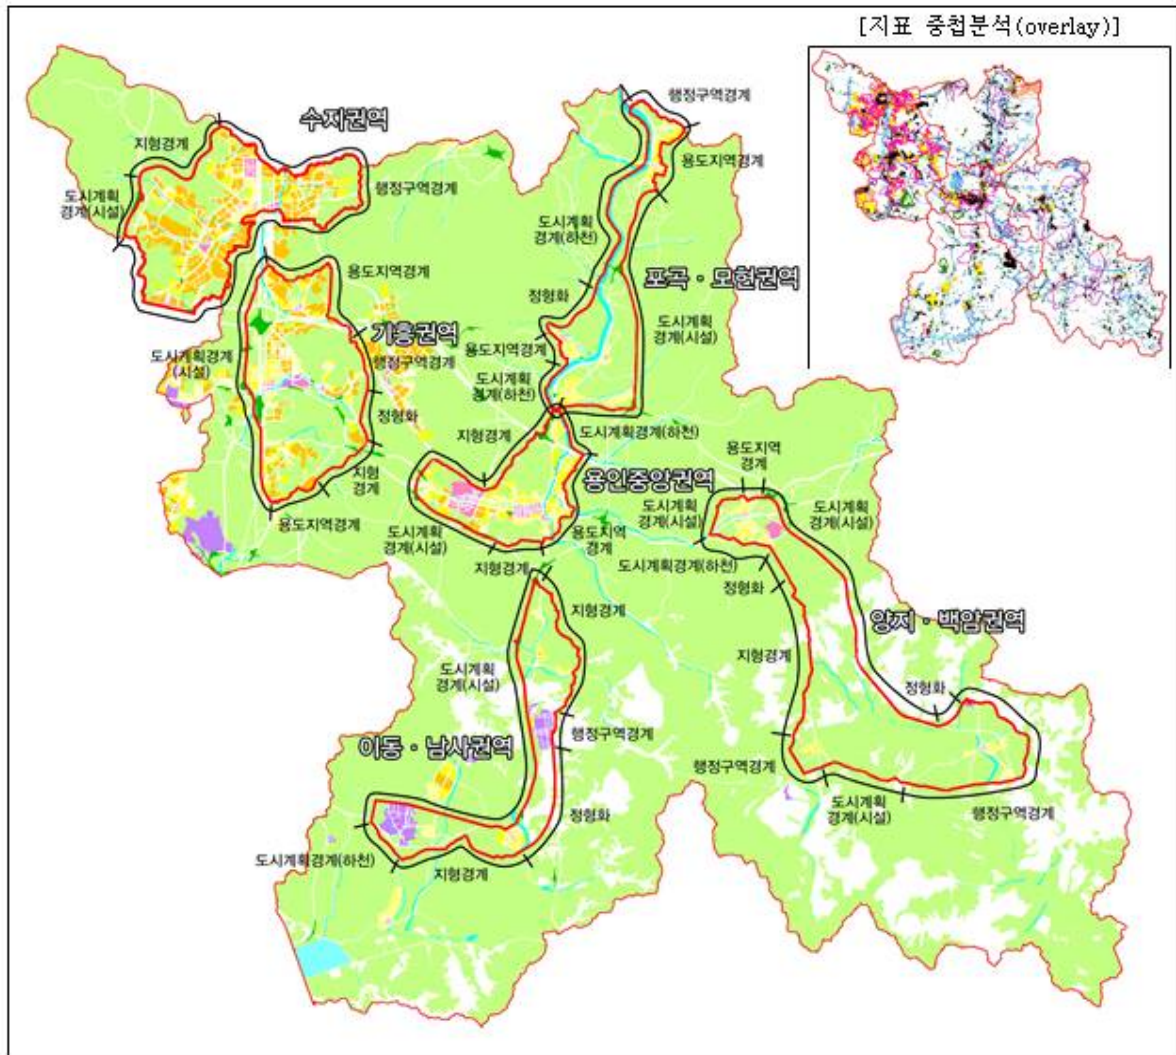 [지표 중첩분석(overlay)]
수지권역
지형경계
도시계획
경계(시설)
행정구역경계
행정구역경계
용도지역경계
도시계획
경계(하천)
정형화
포곡·모현권역
도시계획
경계(시설)
용도지역경계
도시계획
경계(하천)
용도지역경계
기흥권역
도시계획경계
(시설)
행정구역경계
정형화
지형
경계
용도지역경계
지형경계
도시계획경계(하천)
용인중앙권역
도시계획
경계(시설)
용도지역
경계
지형경계
용도지역
경계
도시계획
경계(시설)
도시계획
경계(시설)
도시계획경계(하천)
정형화
양지·백암권역
지형경계
정형화
행정구역경계
도시계획
경계(시설)
행정구역경계
지형경계
도시계획
경계(시설)
이동·남사권역
행정구역경계
정형화
도시계획경계(하천)
지형경계